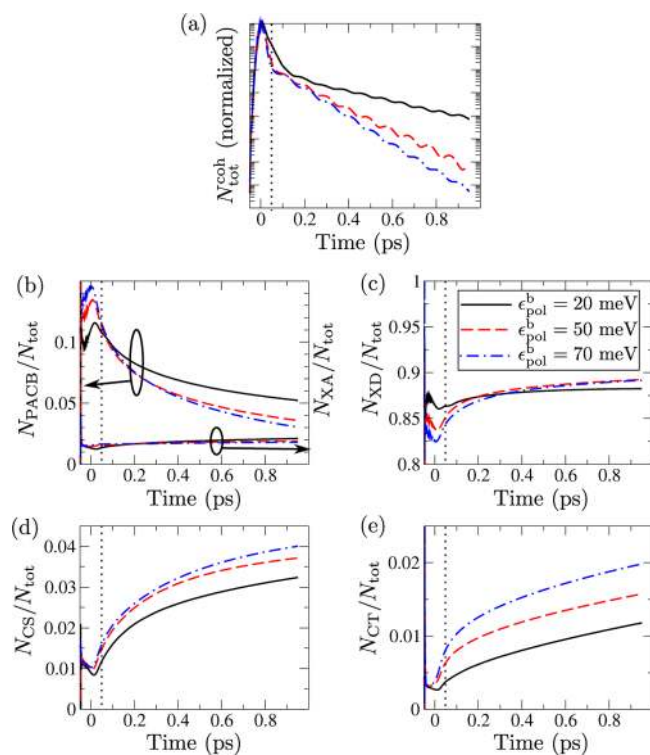 (a)
N_tot^coh (normalized)
0 0.2 0.4 0.6 0.8
Time (ps)
(b)
N_PACB/N_tot
0.1
0.05
0
N_XA/N_tot
0 0.2 0.4 0.6 0.8
Time (ps)
(c)
N_XD/N_tot
1
0.95
0.9
0.85
0.8
ϵ_pol^b = 20 meV
ϵ_pol^b = 50 meV
ϵ_pol^b = 70 meV
0 0.2 0.4 0.6 0.8
Time (ps)
(d)
N_CS/N_tot
0.04
0.03
0.02
0.01
0
0 0.2 0.4 0.6 0.8
Time (ps)
(e)
N_CT/N_tot
0.02
0.01
0
0 0.2 0.4 0.6 0.8
Time (ps)